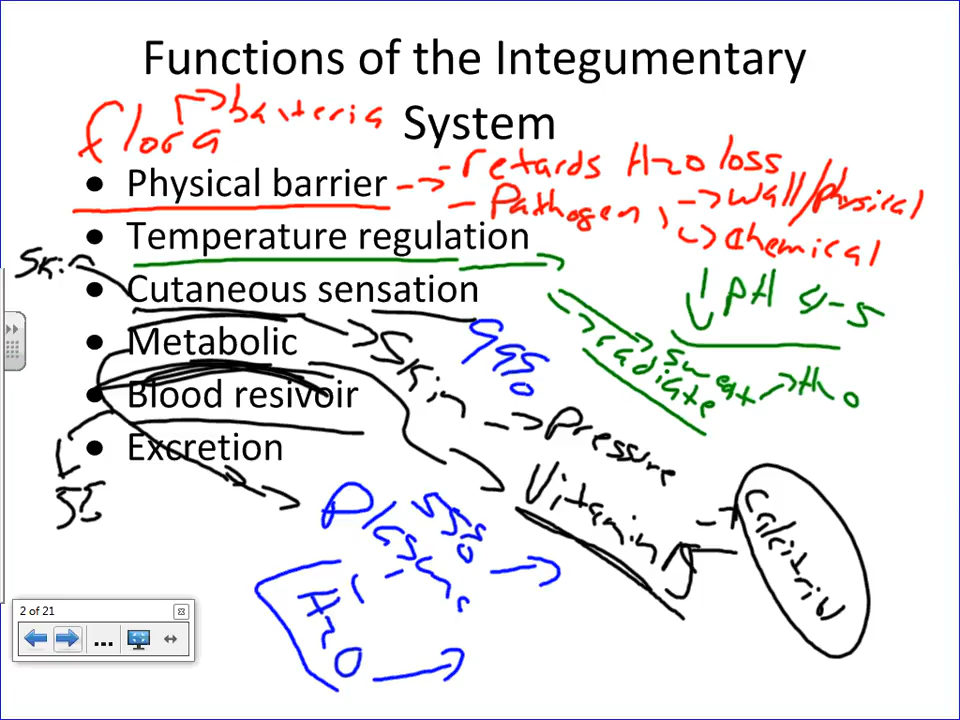 Functions of the Integumentary
System
flora → bacteria
• Physical barrier → - retards H2O loss
- Pathogen → wall/physical
→ chemical
• Temperature regulation
Skin
• Cutaneous sensation
pH 4-5
• Metabolic
Skin
radiate
sweat → H2O
• Blood resivoir
→ pressure
• Excretion
Vitamin D
Calcitriol
SI
Plasma
H2O
2 of 21
...